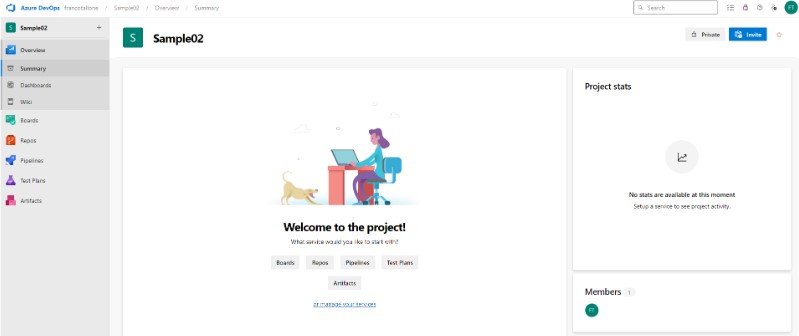 Azure DevOps francotallone / Sample02 / Overview / Summary
Search
FT
S Sample02 +
Overview
Summary
Dashboards
Wiki
Boards
Repos
Pipelines
Test Plans
Artifacts
S Sample02
Private
Invite
Welcome to the project!
What service would you like to start with?
Boards Repos Pipelines Test Plans
Artifacts
or manage your services
Project stats
No stats are available at this moment
Setup a service to see project activity.
Members 1
FT